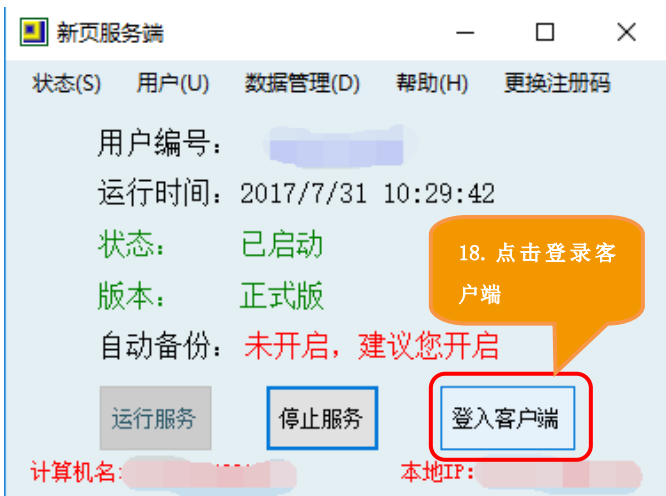 新页服务端
状态(S) 用户(U) 数据管理(D) 帮助(H) 更换注册码
用户编号:
运行时间: 2017/7/31 10:29:42
状态: 已启动
18. 点击登录客
户端
版本: 正式版
自动备份: 未开启，建议您开启
运行服务 停止服务 登入客户端
计算机名: 本地IP: